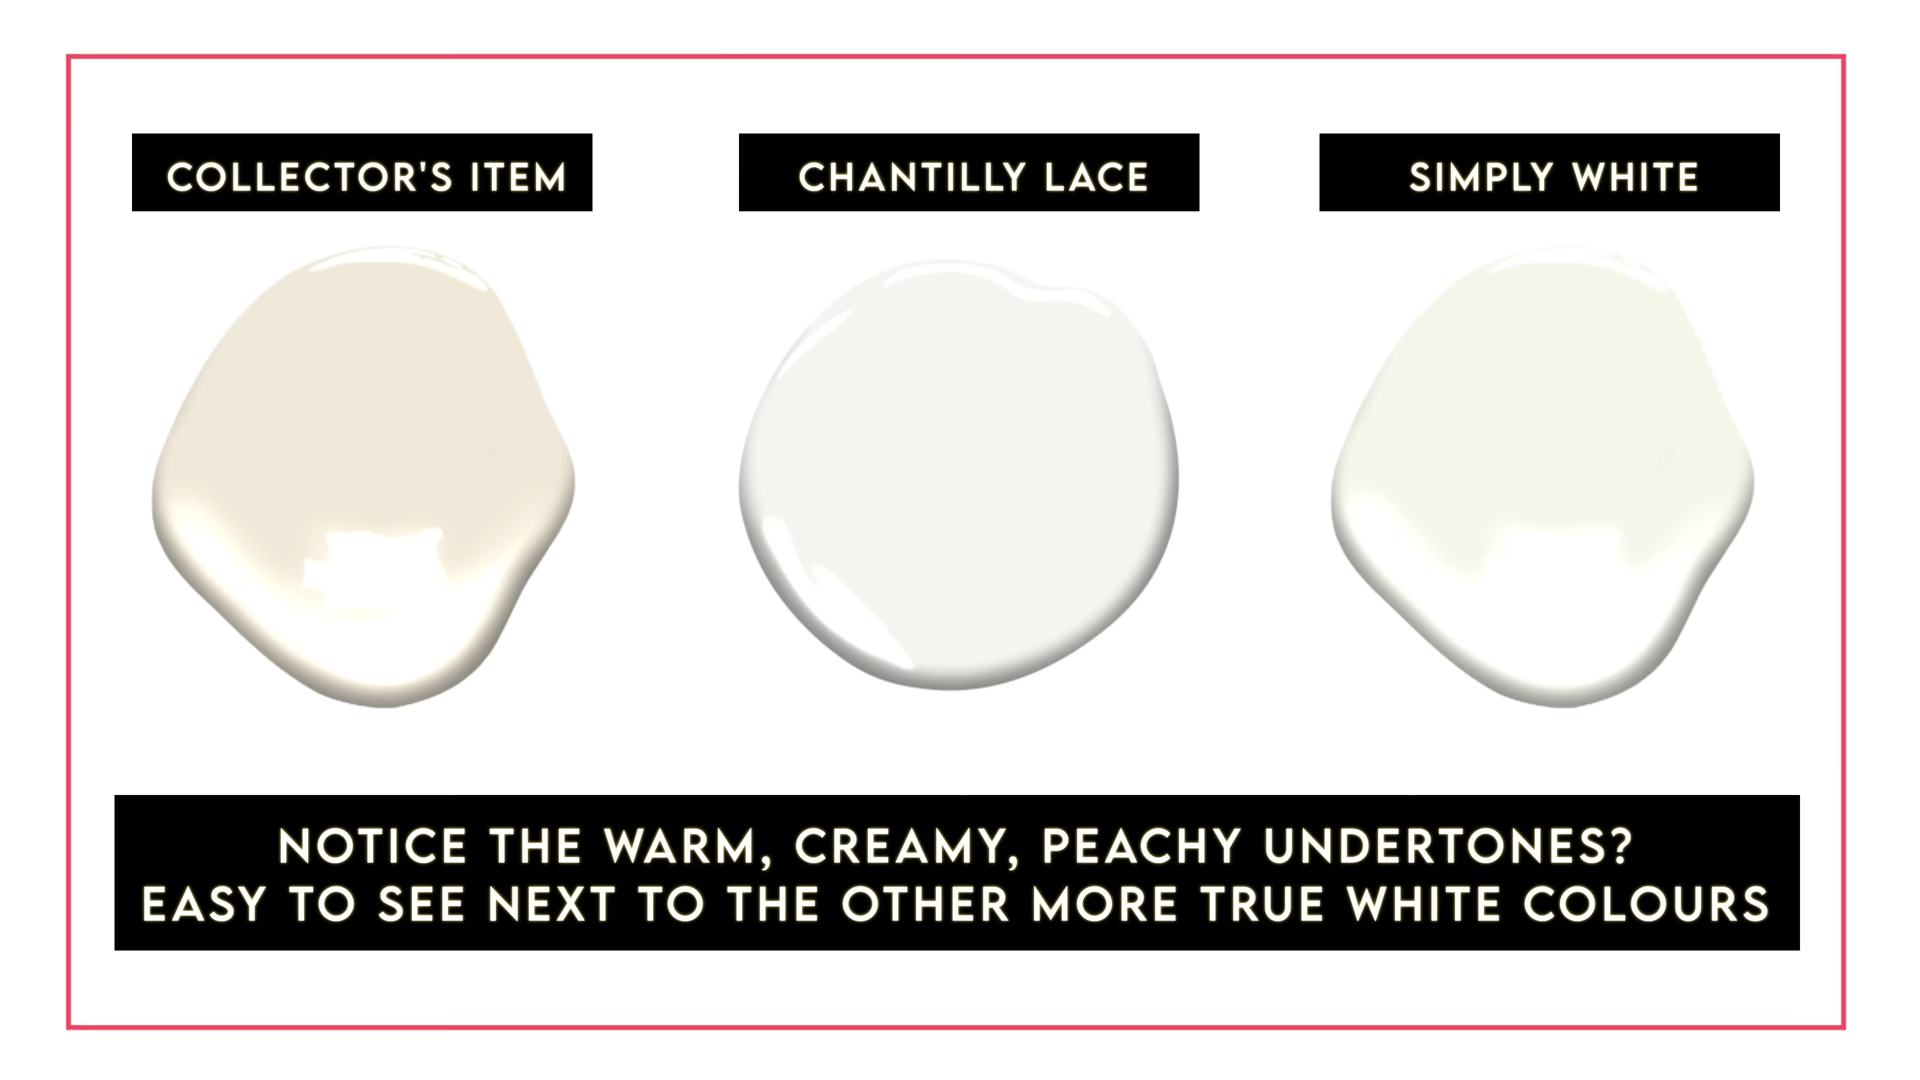 COLLECTOR'S ITEM
CHANTILLY LACE
SIMPLY WHITE
NOTICE THE WARM, CREAMY, PEACHY UNDERTONES?
EASY TO SEE NEXT TO THE OTHER MORE TRUE WHITE COLOURS